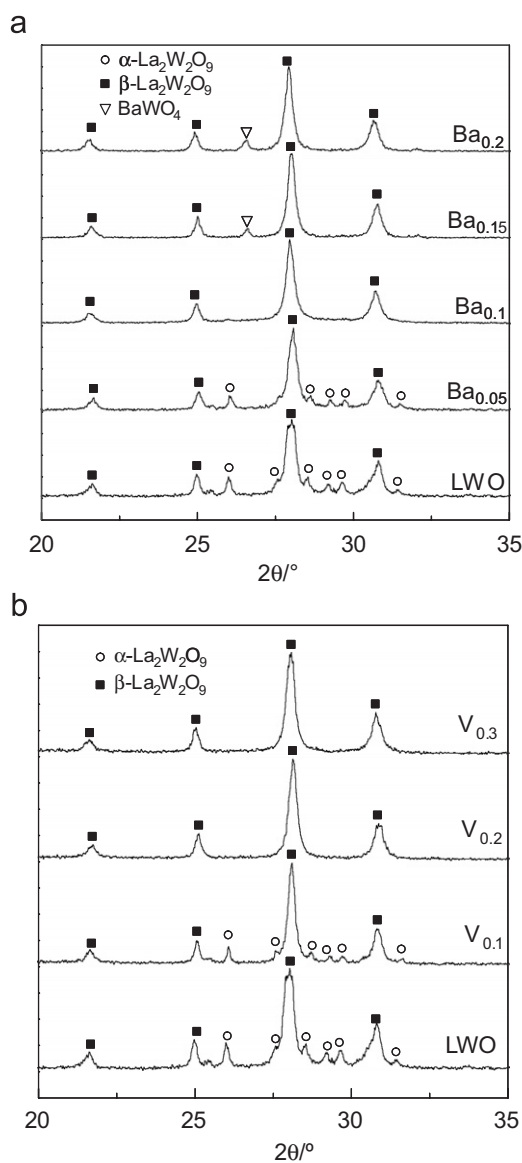 a
○ α-La₂W₂O₉
■ β-La₂W₂O₉
▽ BaWO₄
Ba₀.₂
Ba₀.₁₅
Ba₀.₁
Ba₀.₀₅
LWO
20 25 30 35
2θ/°
b
○ α-La₂W₂O₉
■ β-La₂W₂O₉
V₀.₃
V₀.₂
V₀.₁
LWO
20 25 30 35
2θ/º